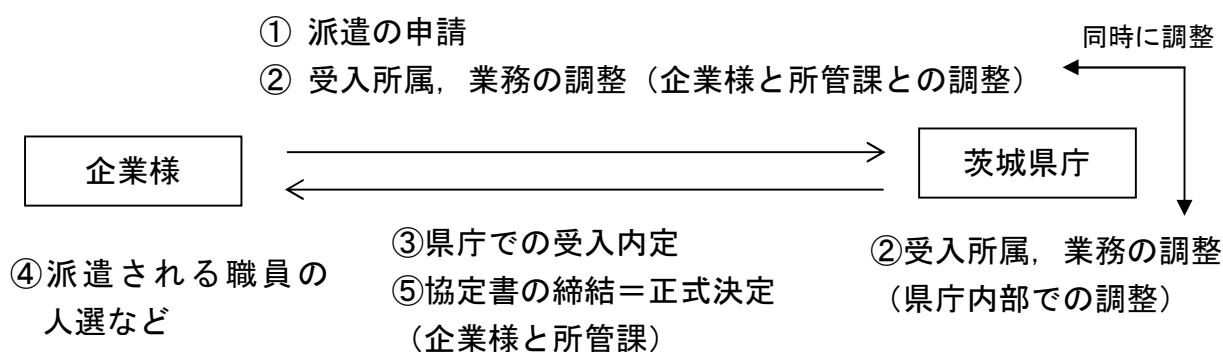 ① 派遣の申請
同時に調整
② 受入所属，業務の調整（企業様と所管課との調整）
企業様
茨城県庁
③県庁での受入内定
⑤協定書の締結＝正式決定
（企業様と所管課）
④派遣される職員の
人選など
②受入所属，業務の調整
（県庁内部での調整）